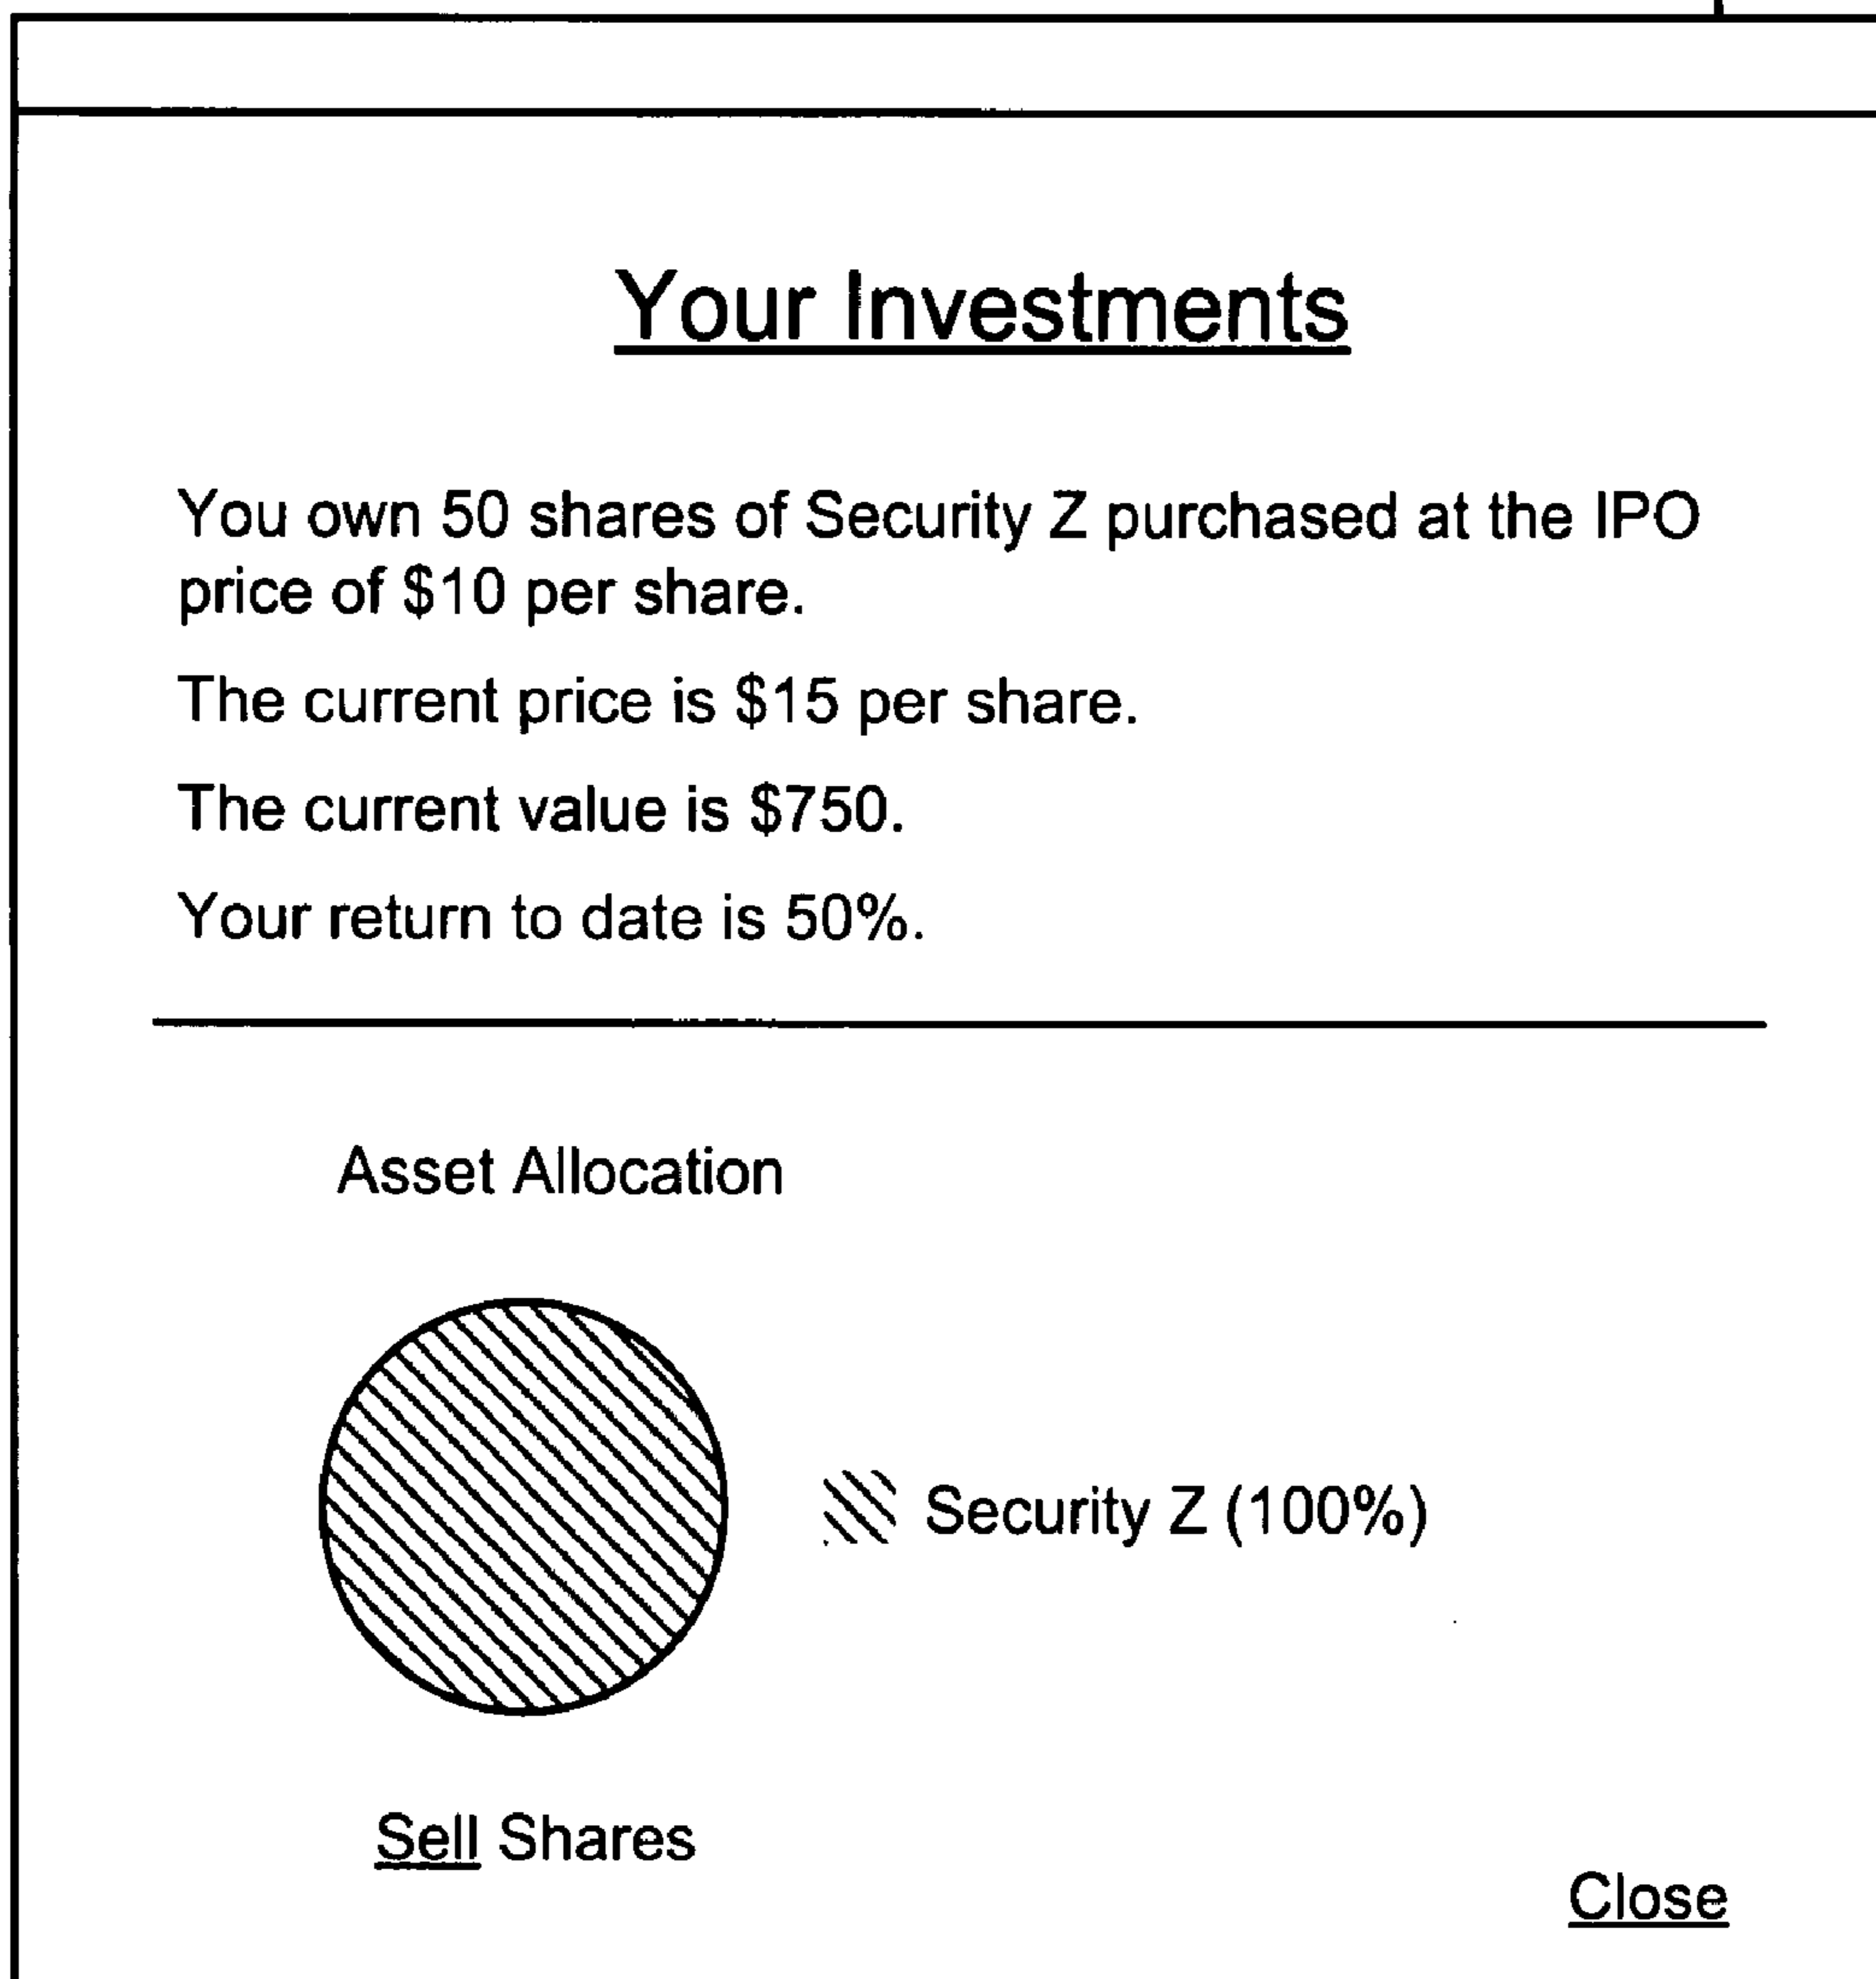 Your Investments
You own 50 shares of Security Z purchased at the IPO
price of $10 per share.
The current price is $15 per share.
The current value is $750.
Your return to date is 50%.
Asset Allocation
Security Z (100%)
Sell Shares
Close